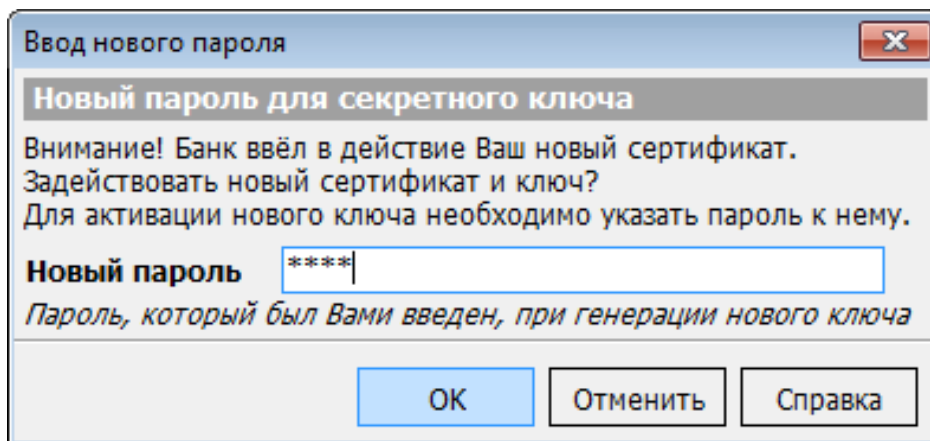 Ввод нового пароля
Новый пароль для секретного ключа
Внимание! Банк ввёл в действие Ваш новый сертификат.
Задействовать новый сертификат и ключ?
Для активации нового ключа необходимо указать пароль к нему.
Новый пароль ****
Пароль, который был Вами введен, при генерации нового ключа
OK Отменить Справка